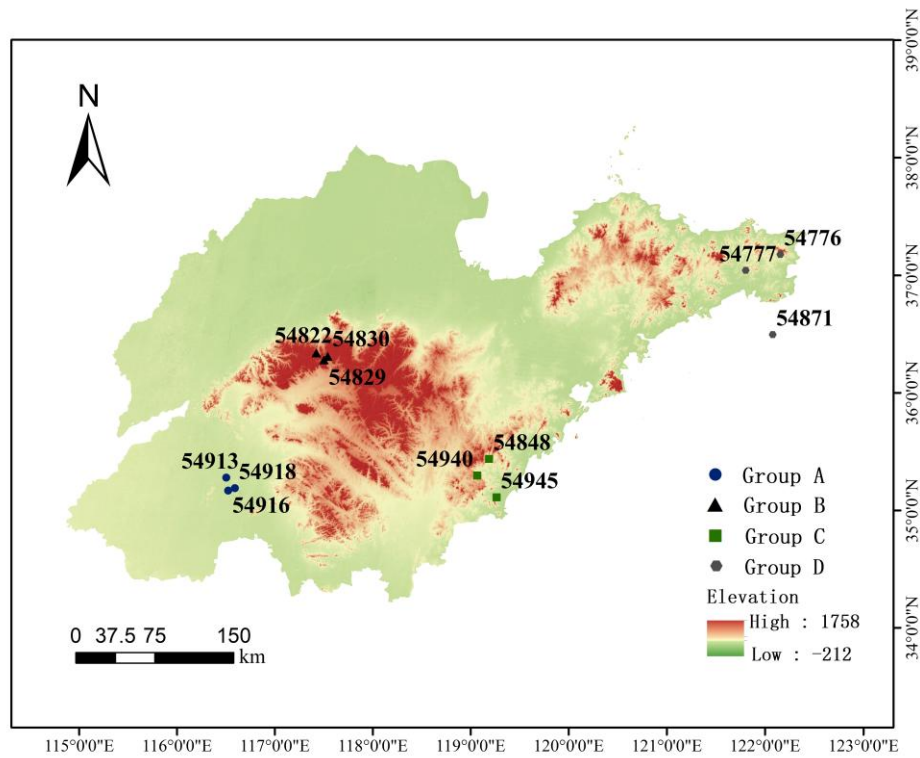 N
39°0'0"N
38°0'0"N
37°0'0"N
36°0'0"N
35°0'0"N
34°0'0"N
54776
54777
54871
54822 54830
54829
54848
54940
54945
54913
54918
54916
Group A
Group B
Group C
Group D
Elevation
High : 1758
Low : -212
0 37.5 75 150
km
115°0'0"E 116°0'0"E 117°0'0"E 118°0'0"E 119°0'0"E 120°0'0"E 121°0'0"E 122°0'0"E 123°0'0"E